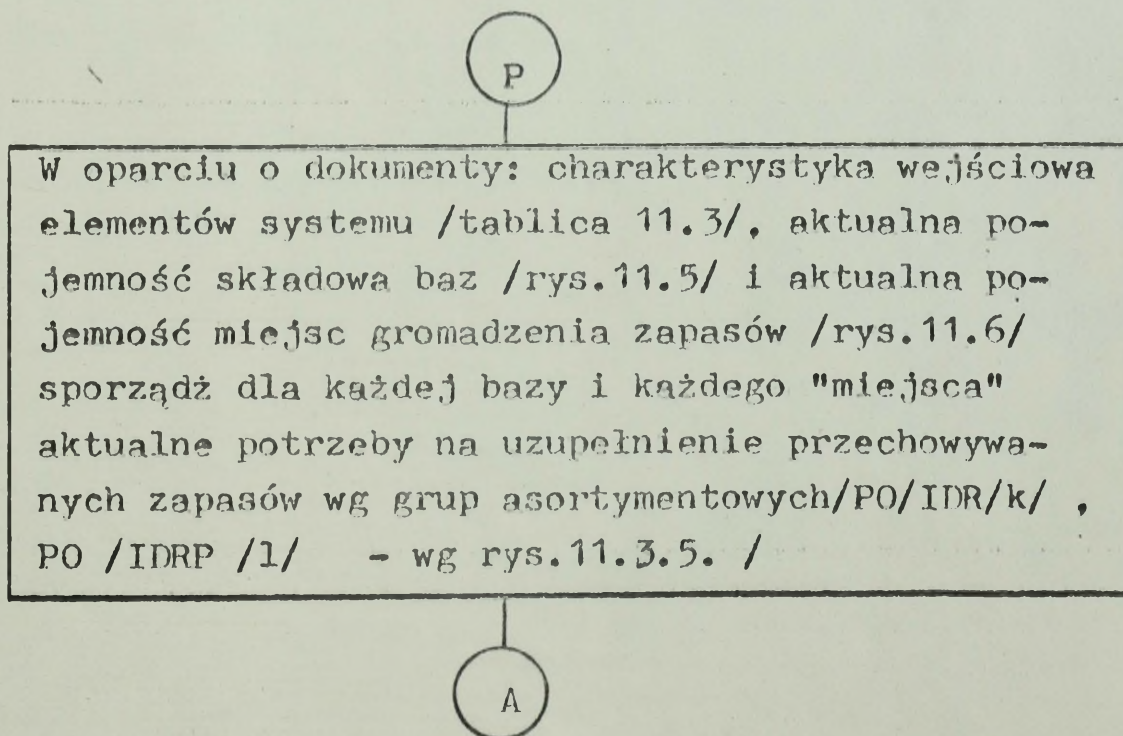 P
W oparciu o dokumenty: charakterystyka wejściowa
elementów systemu /tablica 11.3/, aktualna po-
jemność składowa baz /rys.11.5/ i aktualna po-
jemność miejsc gromadzenia zapasów /rys.11.6/
sporządź dla każdej bazy i każdego "miejsca"
aktualne potrzeby na uzupełnienie przechowywa-
nych zapasów wg grup asortymentowych/PO/IDR/k/ ,
PO /IDRP /l/ - wg rys.11.3.5. /
A